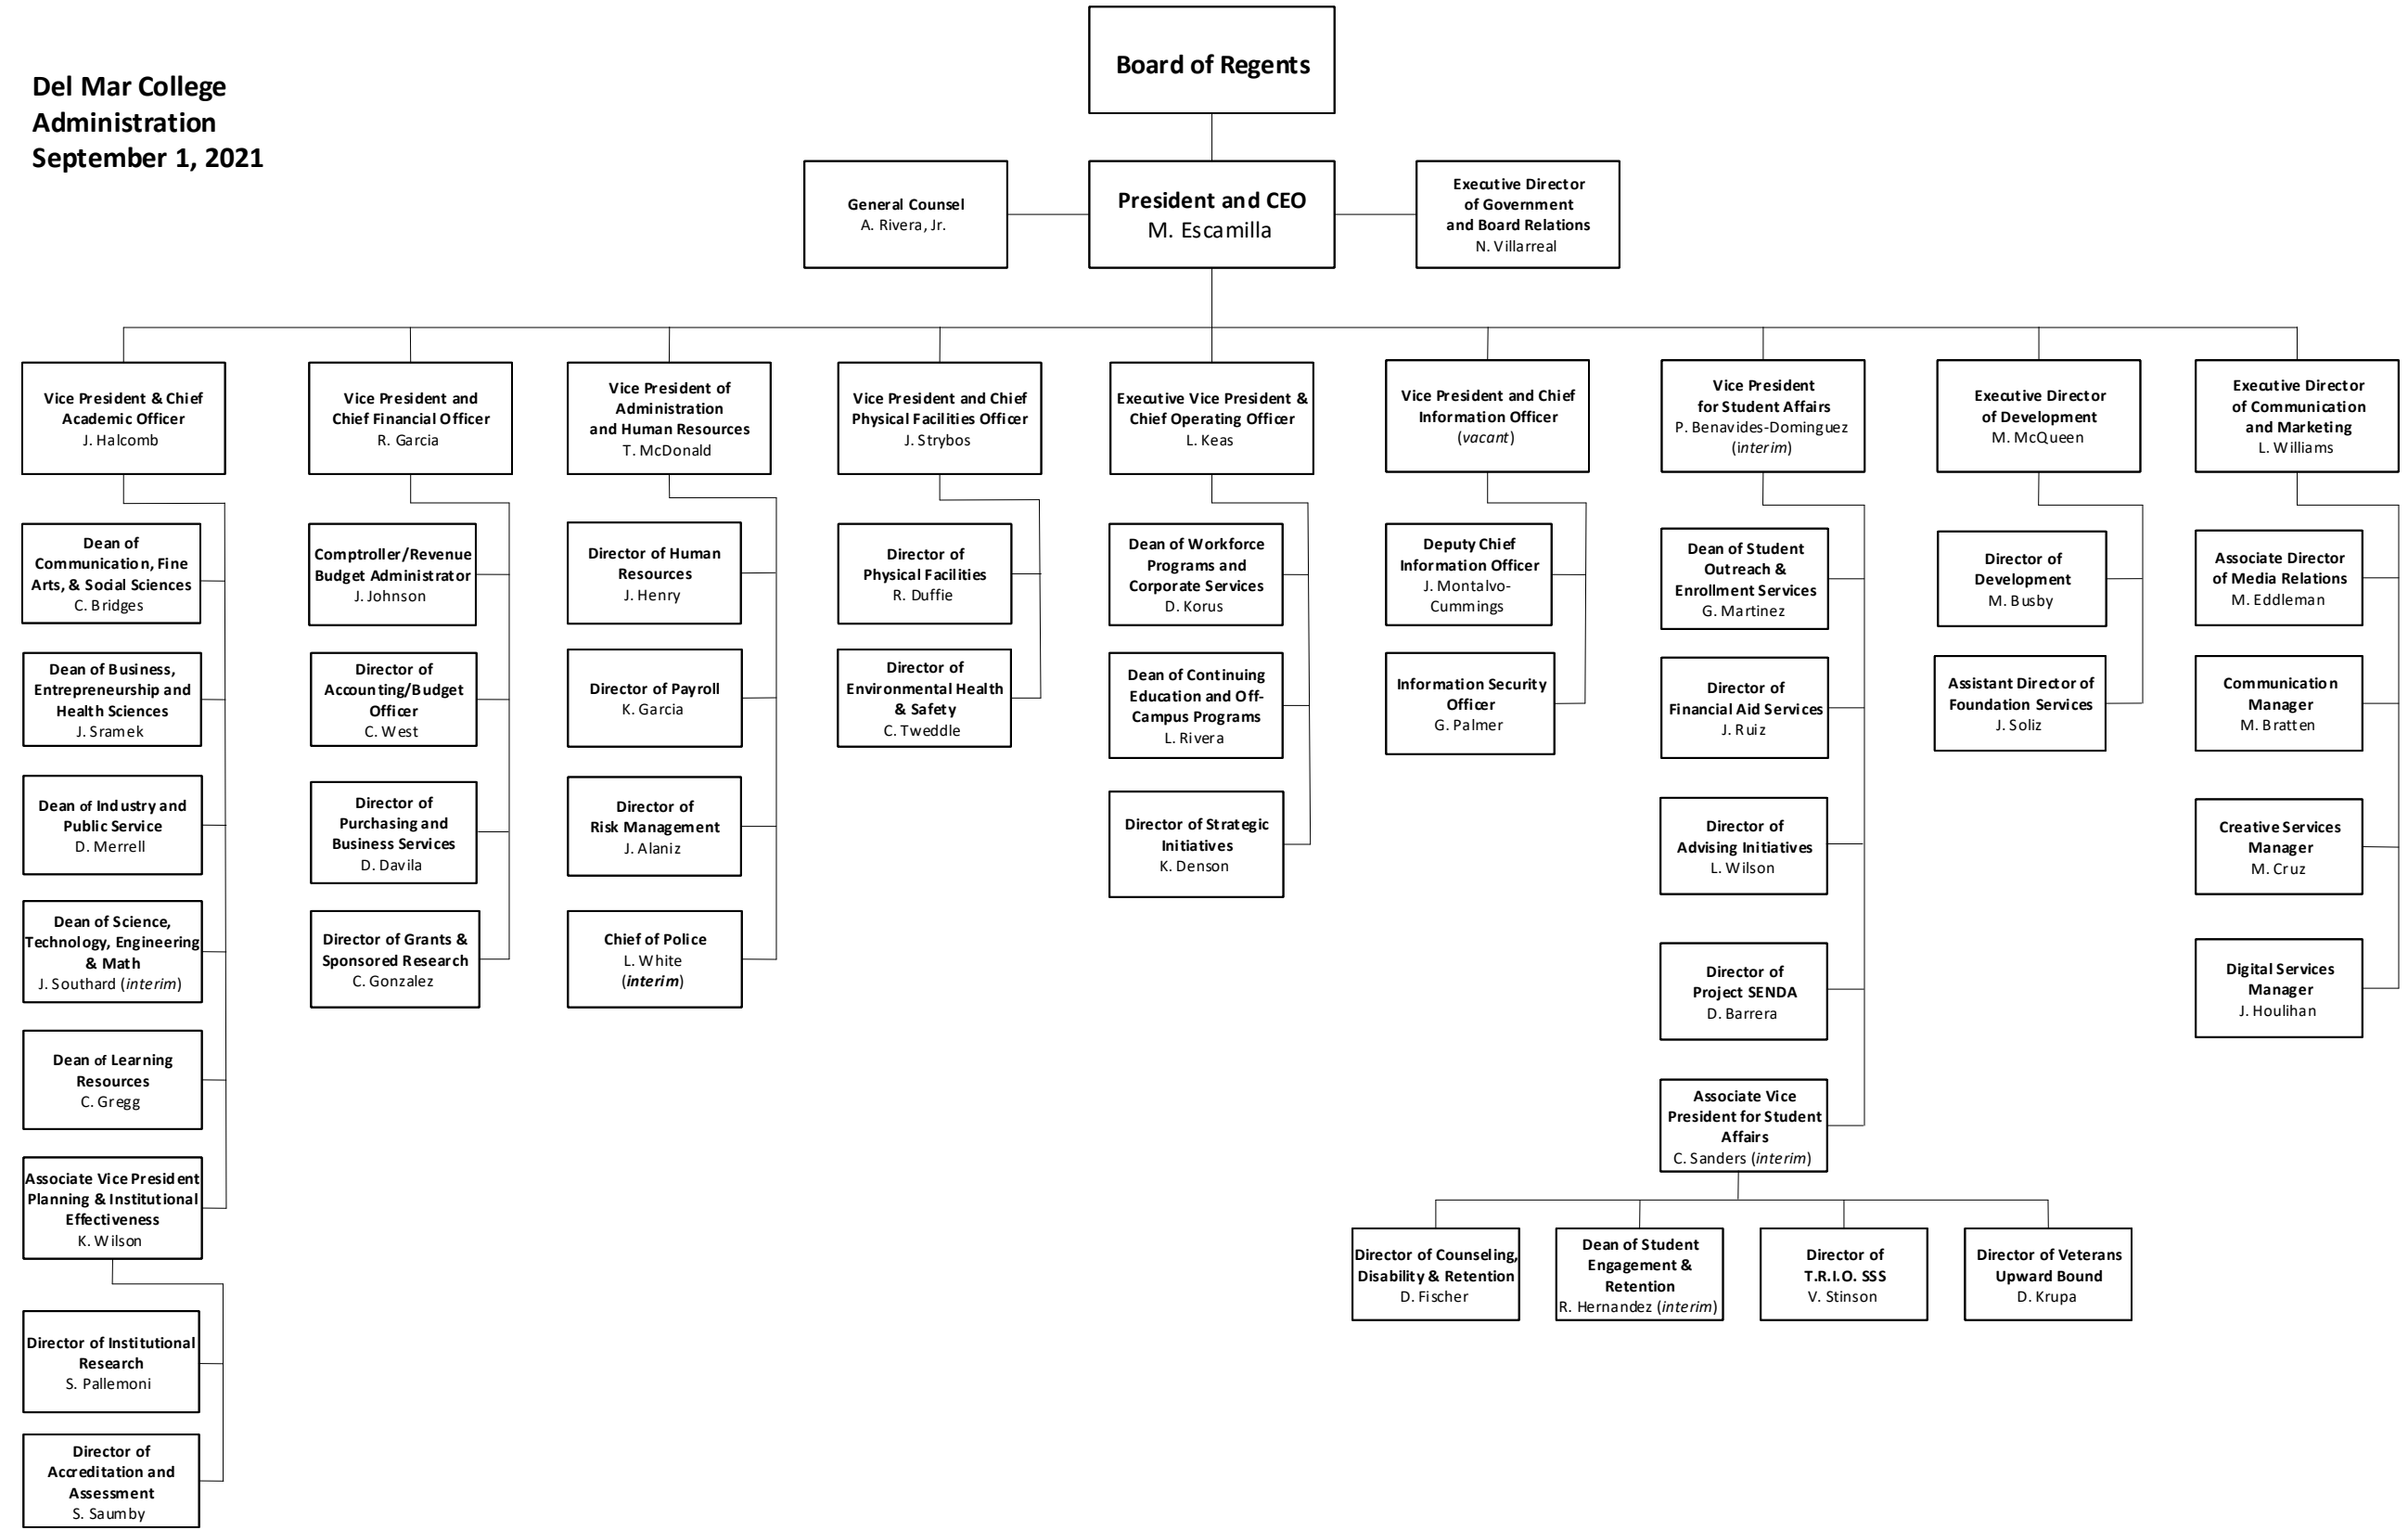 Del Mar College
Administration
September 1, 2021
Board of Regents
General Counsel
A. Rivera, Jr.
President and CEO
M. Escamilla
Executive Director
of Government
and Board Relations
N. Villarreal
Vice President & Chief
Academic Officer
J. Halcomb
Vice President and
Chief Financial Officer
R. Garcia
Vice President of
Administration
and Human Resources
T. McDonald
Vice President and Chief
Physical Facilities Officer
J. Strybos
Executive Vice President &
Chief Operating Officer
L. Keas
Vice President and Chief
Information Officer
(vacant)
Vice President
for Student Affairs
P. Benavides-Dominguez
(interim)
Executive Director
of Development
M. McQueen
Executive Director
of Communication
and Marketing
L. Williams
Dean of
Communication, Fine
Arts, & Social Sciences
C. Bridges
Dean of Business,
Entrepreneurship and
Health Sciences
J. Sramek
Dean of Industry and
Public Service
D. Merrell
Dean of Science,
Technology, Engineering
& Math
J. Southard (interim)
Dean of Learning
Resources
C. Gregg
Associate Vice President
Planning & Institutional
Effectiveness
K. Wilson
Director of Institutional
Research
S. Pallemoni
Director of
Accreditation and
Assessment
S. Saumby
Comptroller/Revenue
Budget Administrator
J. Johnson
Director of
Accounting/Budget
Officer
C. West
Director of
Purchasing and
Business Services
D. Davila
Director of Grants &
Sponsored Research
C. Gonzalez
Director of Human
Resources
J. Henry
Director of Payroll
K. Garcia
Director of
Risk Management
J. Alaniz
Chief of Police
L. White
(interim)
Director of
Physical Facilities
R. Duffie
Director of
Environmental Health
& Safety
C. Tweddle
Dean of Workforce
Programs and
Corporate Services
D. Korus
Dean of Continuing
Education and Off-
Campus Programs
L. Rivera
Director of Strategic
Initiatives
K. Denson
Deputy Chief
Information Officer
J. Montalvo-
Cummings
Information Security
Officer
G. Palmer
Dean of Student
Outreach &
Enrollment Services
G. Martinez
Director of
Financial Aid Services
J. Ruiz
Director of
Advising Initiatives
L. Wilson
Director of
Project SENDA
D. Barrera
Associate Vice
President for Student
Affairs
C. Sanders (interim)
Director of Counseling,
Disability & Retention
D. Fischer
Dean of Student
Engagement &
Retention
R. Hernandez (interim)
Director of
T.R.I.O. SSS
V. Stinson
Director of Veterans
Upward Bound
D. Krupa
Director of
Development
M. Busby
Assistant Director of
Foundation Services
J. Soliz
Associate Director
of Media Relations
M. Eddleman
Communication
Manager
M. Bratten
Creative Services
Manager
M. Cruz
Digital Services
Manager
J. Houlihan